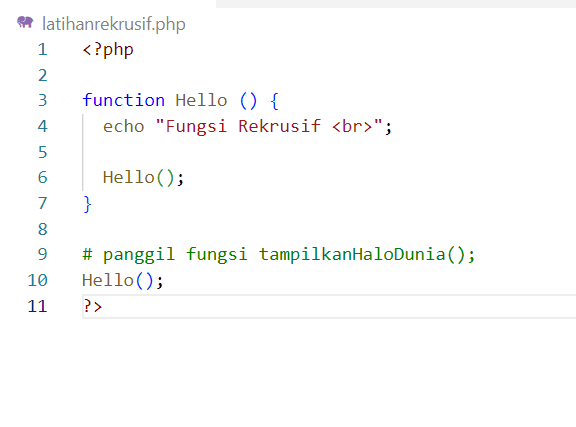 latihanrekrusif.php
1 <?php
2
3 function Hello () {
4 echo "Fungsi Rekrusif <br>";
5
6 Hello();
7 }
8
9 # panggil fungsi tampilkanHaloDunia();
10 Hello();
11 ?>